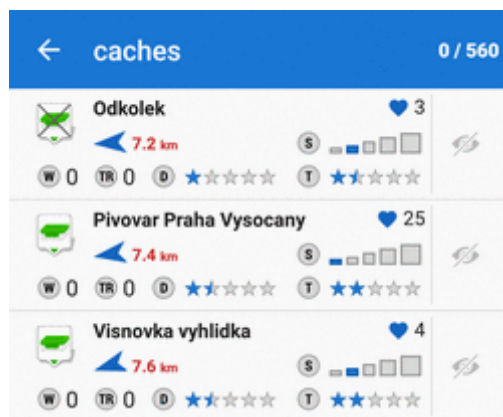 caches 0 / 560
Odkolek 3
7.2 km S
W 0 TR 0 D T
Pivovar Praha Vysocany 25
7.4 km S
W 0 TR 0 D T
Visnovka vyhlidka 4
7.6 km S
W 0 TR 0 D T